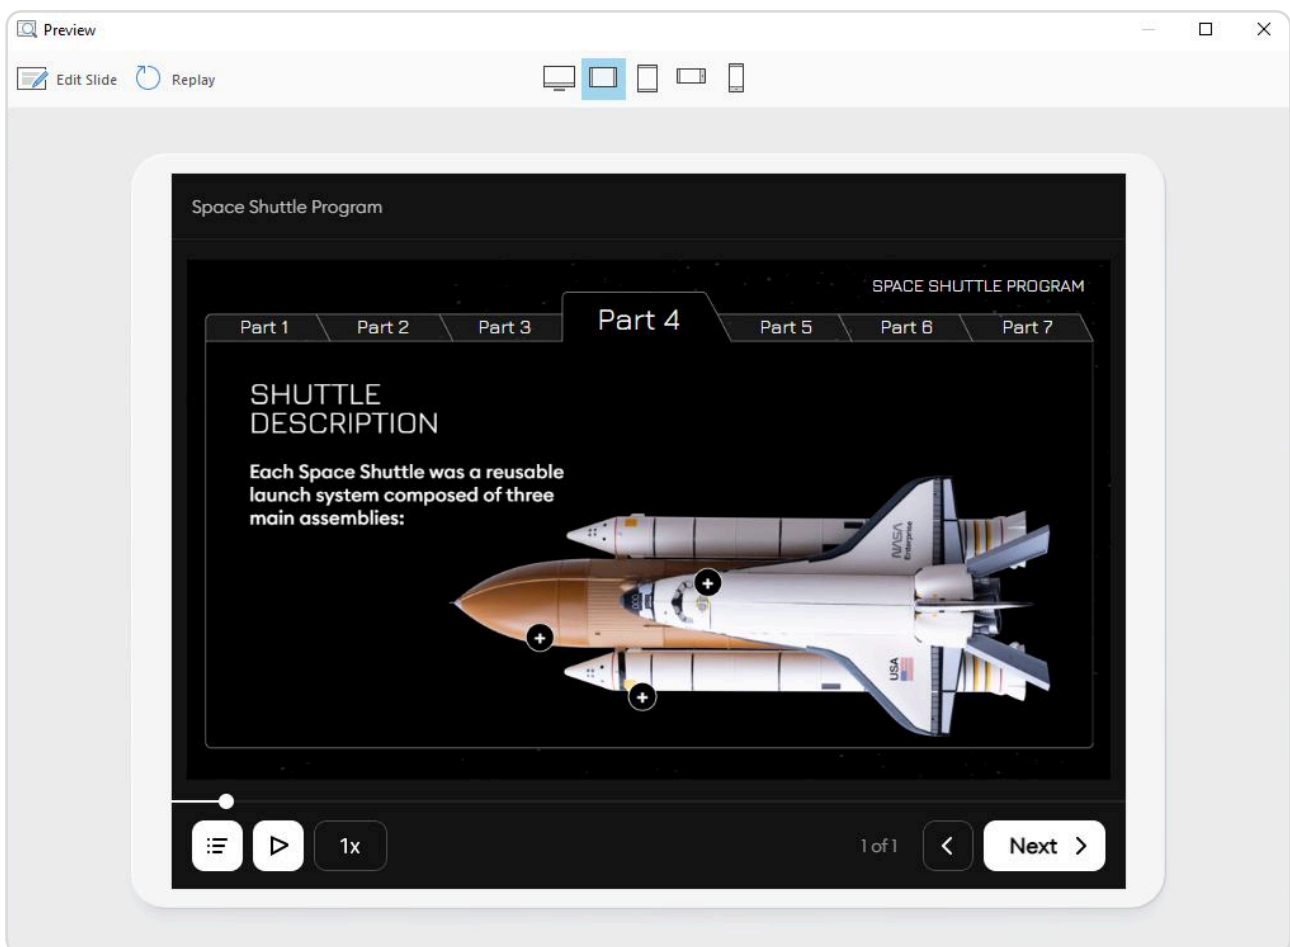 Preview
Edit Slide Replay
Space Shuttle Program
SPACE SHUTTLE PROGRAM
Part 1 Part 2 Part 3 Part 4 Part 5 Part 6 Part 7
SHUTTLE
DESCRIPTION
Each Space Shuttle was a reusable
launch system composed of three
main assemblies:
NASA
Enterprise
USA
1x 1 of 1 Next